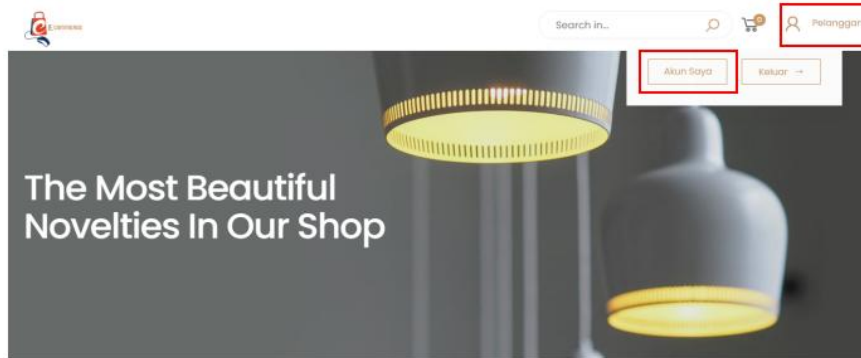 Search in...
0
Pelanggan
Akun Saya
Keluar →
The Most Beautiful
Novelties In Our Shop